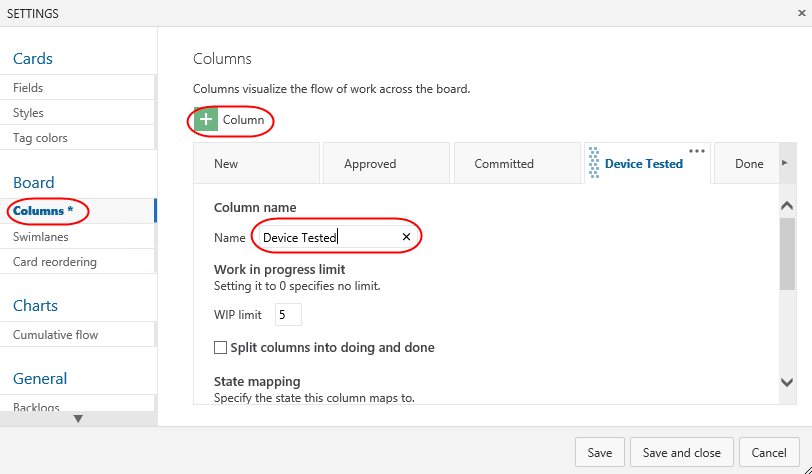 SETTINGS
Cards
Fields
Styles
Tag colors
Board
Columns *
Swimlanes
Card reordering
Charts
Cumulative flow
General
Backlogs
Columns
Columns visualize the flow of work across the board.
Column
New Approved Committed Device Tested Done
Column name
Name Device Tested
Work in progress limit
Setting it to 0 specifies no limit.
WIP limit 5
Split columns into doing and done
State mapping
Specify the state this column maps to.
Save Save and close Cancel